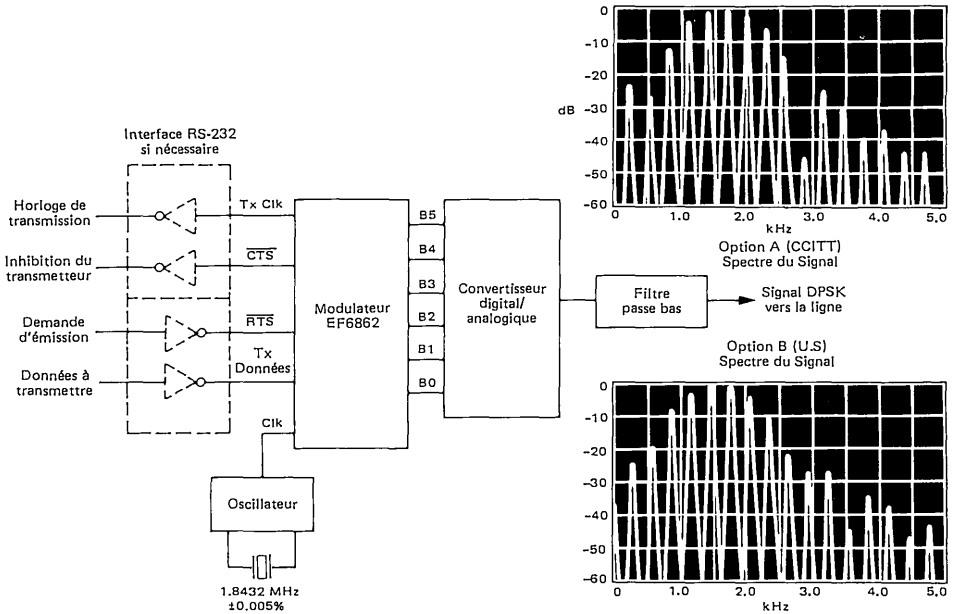 Interface RS-232
si nécessaire
Horloge de
transmission
Tx Clk
Inhibition du
transmetteur
CTS
Demande
d'émission
RTS
Données à
transmettre
Tx
Données
Clk
Modulateur
EF6862
B5
B4
B3
B2
B1
B0
Convertisseur
digital/
analogique
Filtre
passe bas
Signal DPSK
vers la ligne
Oscillateur
1.8432 MHz
±0.005%
0
-10
-20
-30
-40
-50
-60
dB
0 1.0 2.0 3.0 4.0 5.0
kHz
Option A (CCITT)
Spectre du Signal
Option B (U.S)
Spectre du Signal
0
-10
-20
-30
-40
-50
-60
0 1.0 2.0 3.0 4.0 5.0
kHz